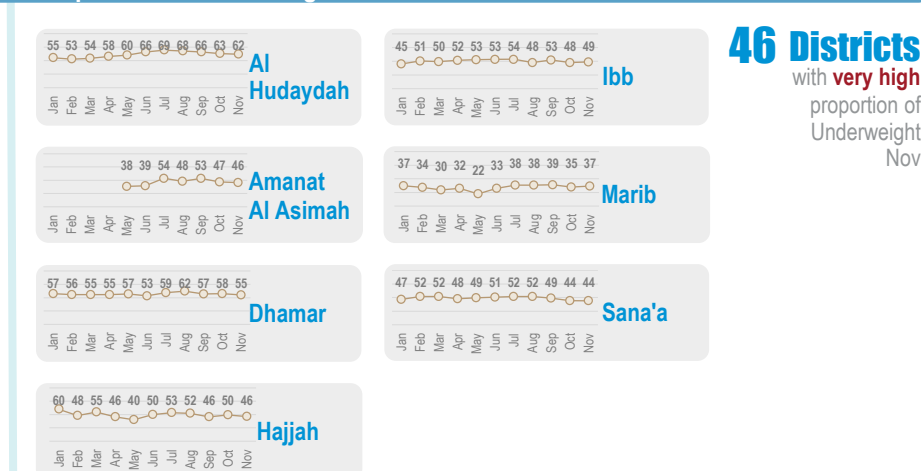 55 53 54 58 60 66 69 68 66 63 62
Al
Hudaydah
Jan Feb Mar Apr May Jun Jul Aug Sep Oct Nov
45 51 50 52 53 53 54 48 53 48 49
Ibb
Jan Feb Mar Apr May Jun Jul Aug Sep Oct Nov
46 Districts
with very high
proportion of
Underweight
Nov
38 39 54 48 53 47 46
Amanat
Al Asimah
Jan Feb Mar Apr May Jun Jul Aug Sep Oct Nov
37 34 30 32 22 33 38 38 39 35 37
Marib
Jan Feb Mar Apr May Jun Jul Aug Sep Oct Nov
57 56 55 55 57 53 59 62 57 58 55
Dhamar
Jan Feb Mar Apr May Jun Jul Aug Sep Oct Nov
47 52 52 48 49 51 52 52 49 44 44
Sana'a
Jan Feb Mar Apr May Jun Jul Aug Sep Oct Nov
60 48 55 46 40 50 53 52 46 50 46
Hajjah
Jan Feb Mar Apr May Jun Jul Aug Sep Oct Nov